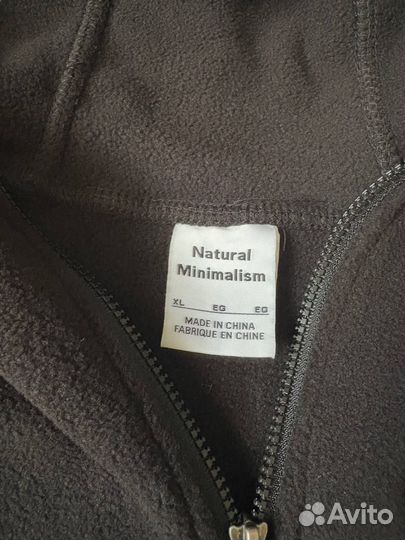 Natural
Minimalism
XL EG EG
MADE IN CHINA
FABRIQUE EN CHINE
Avito